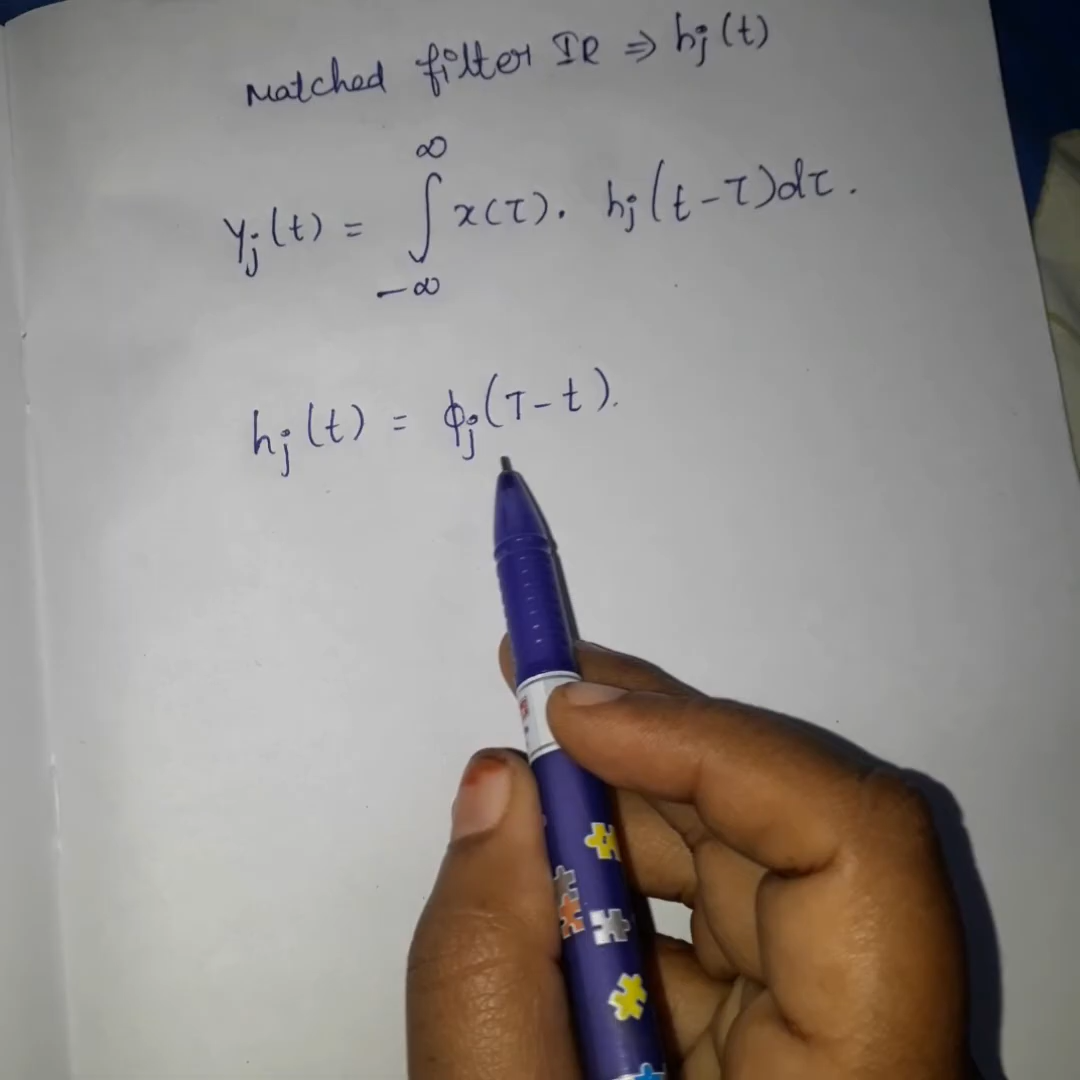 Matched filter IR ⇒ hj(t)
yj(t) = ∫_{-∞}^{∞} x(τ). hj(t-τ)dτ.
hj(t) = ϕj(T-t).